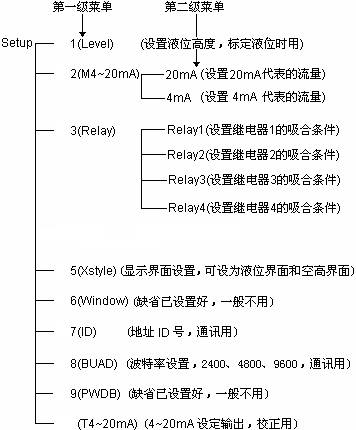 第一级菜单 第二级菜单
Setup 1(Level) (设置液位高度，标定液位时用)
2(M4~20mA) 20mA (设置20mA代表的流量)
4mA (设置 4mA 代表的流量)
3(Relay) Relay1(设置继电器1的吸合条件)
Relay2(设置继电器2的吸合条件)
Relay3(设置继电器3的吸合条件)
Relay4(设置继电器4的吸合条件)
5(Xstyle) (显示界面设置，可设为液位界面和空高界面)
6(Window) (缺省已设置好，一般不用)
7(ID) (地址 ID 号，通讯用)
8(BUAD) (波特率设置，2400、4800、9600，通讯用)
9(PWDB) (缺省已设置好，一般不用)
(T4~20mA) (4~20mA 设定输出，校正用)